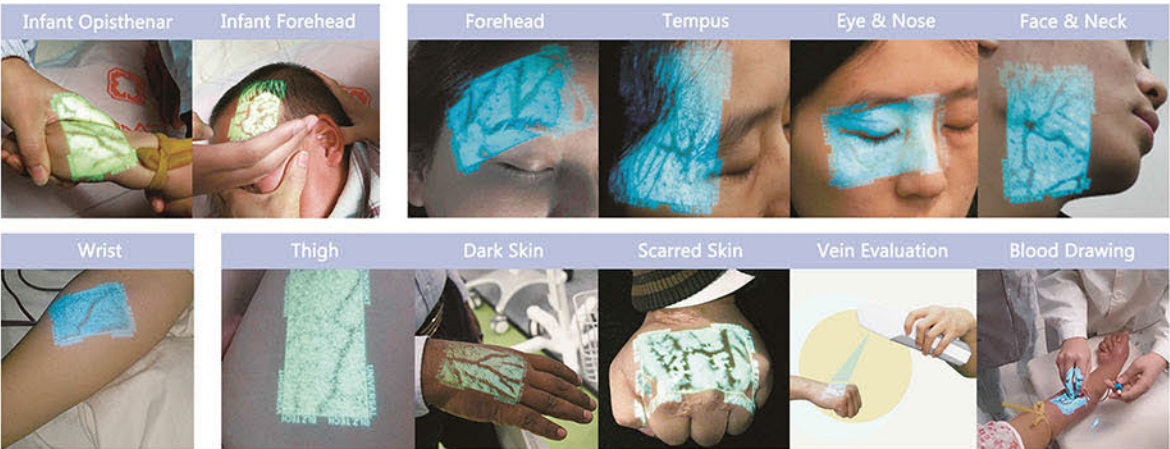 Infant Opisthenar
Infant Forehead
Forehead
Tempus
Eye & Nose
Face & Neck
Wrist
Thigh
Dark Skin
Scarred Skin
Vein Evaluation
Blood Drawing